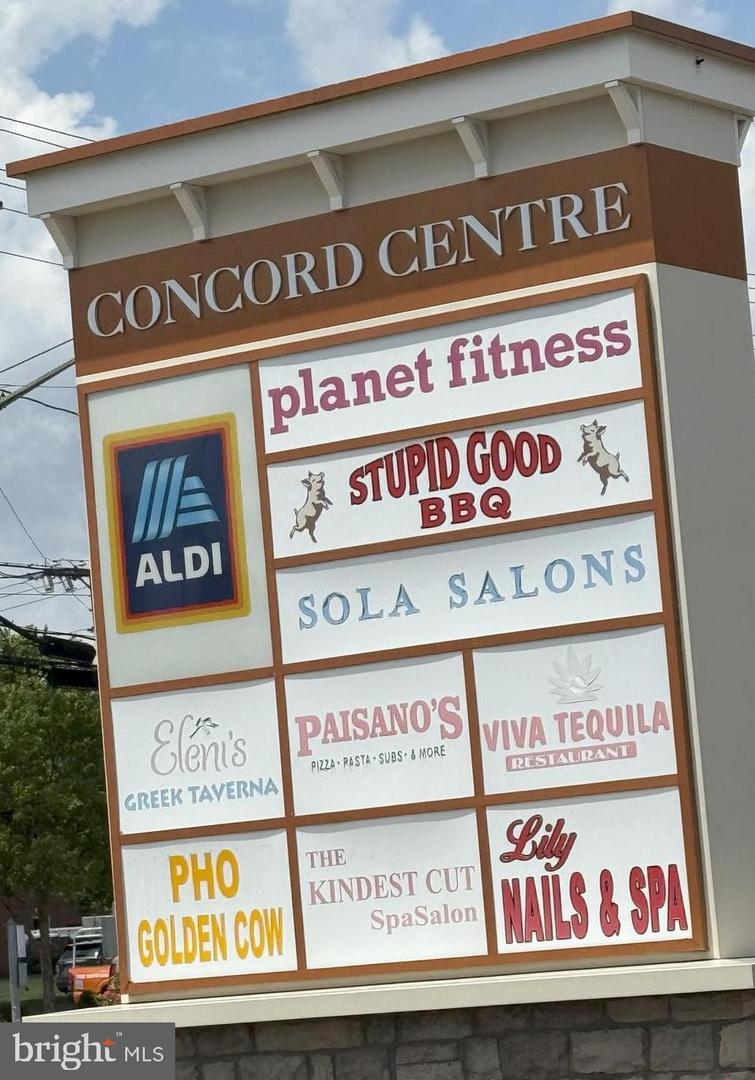 CONCORD CENTRE
ALDI
planet fitness
STUPID GOOD
BBQ
SOLA SALONS
Eleni's
GREEK TAVERNA
PAISANO'S
PIZZA • PASTA • SUBS • & MORE
VIVA TEQUILA
RESTAURANT
PHO
GOLDEN COW
THE
KINDEST CUT
SpaSalon
Lily
NAILS & SPA
bright™ MLS